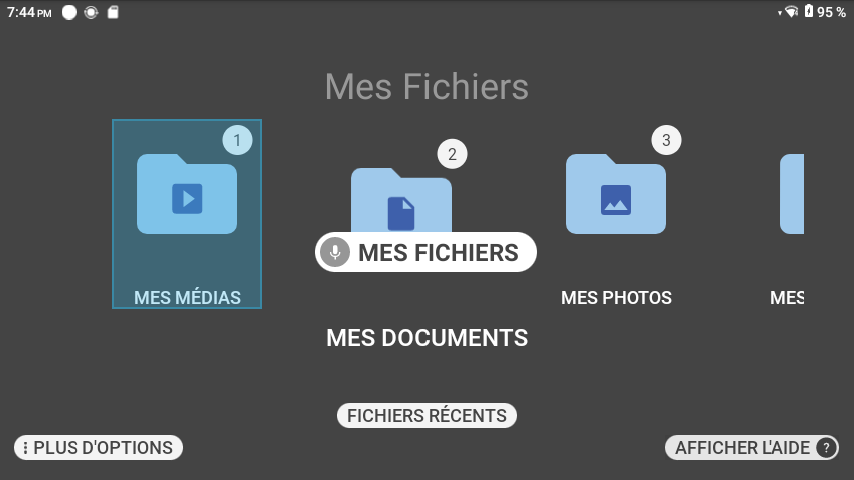 7:44 PM
95 %
Mes Fichiers
1
2
3
MES FICHIERS
MES MÉDIAS
MES PHOTOS
MES
MES DOCUMENTS
FICHIERS RÉCENTS
PLUS D'OPTIONS
AFFICHER L'AIDE ?